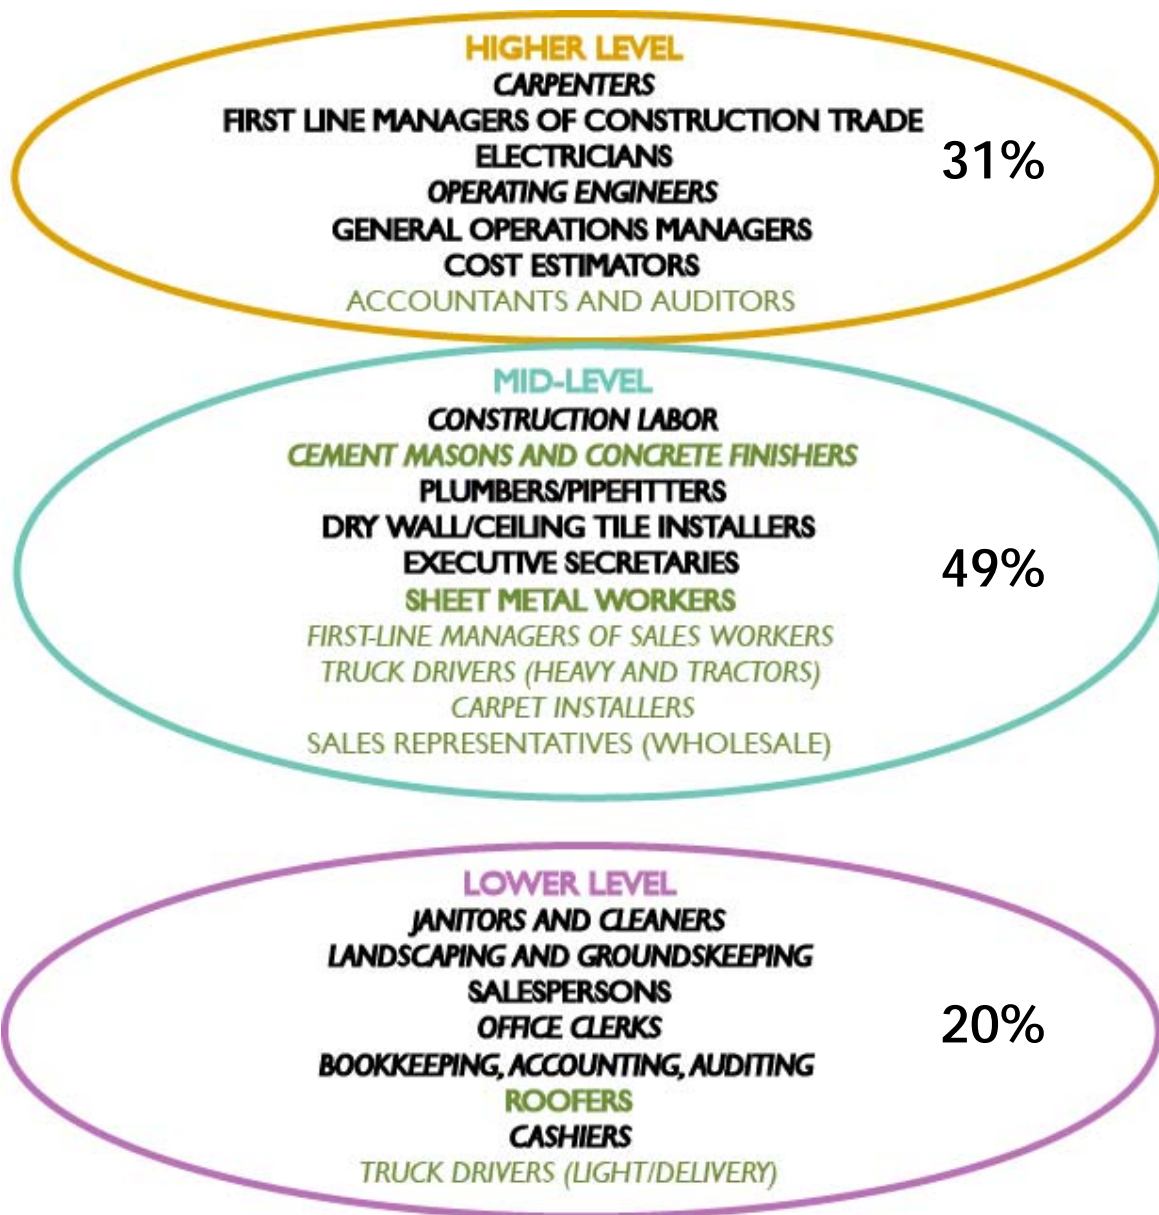 HIGHER LEVEL
CARPENTERS
FIRST LINE MANAGERS OF CONSTRUCTION TRADE
ELECTRICIANS
31%
OPERATING ENGINEERS
GENERAL OPERATIONS MANAGERS
COST ESTIMATORS
ACCOUNTANTS AND AUDITORS
MID-LEVEL
CONSTRUCTION LABOR
CEMENT MASONS AND CONCRETE FINISHERS
PLUMBERS/PIPEFITTERS
DRY WALL/CEILING TILE INSTALLERS
EXECUTIVE SECRETARIES
49%
SHEET METAL WORKERS
FIRST-LINE MANAGERS OF SALES WORKERS
TRUCK DRIVERS (HEAVY AND TRACTORS)
CARPET INSTALLERS
SALES REPRESENTATIVES (WHOLESALE)
LOWER LEVEL
JANITORS AND CLEANERS
LANDSCAPING AND GROUNDSKEEPING
SALESPERSONS
OFFICE CLERKS
20%
BOOKKEEPING, ACCOUNTING, AUDITING
ROOFERS
CASHIERS
TRUCK DRIVERS (LIGHT/DELIVERY)